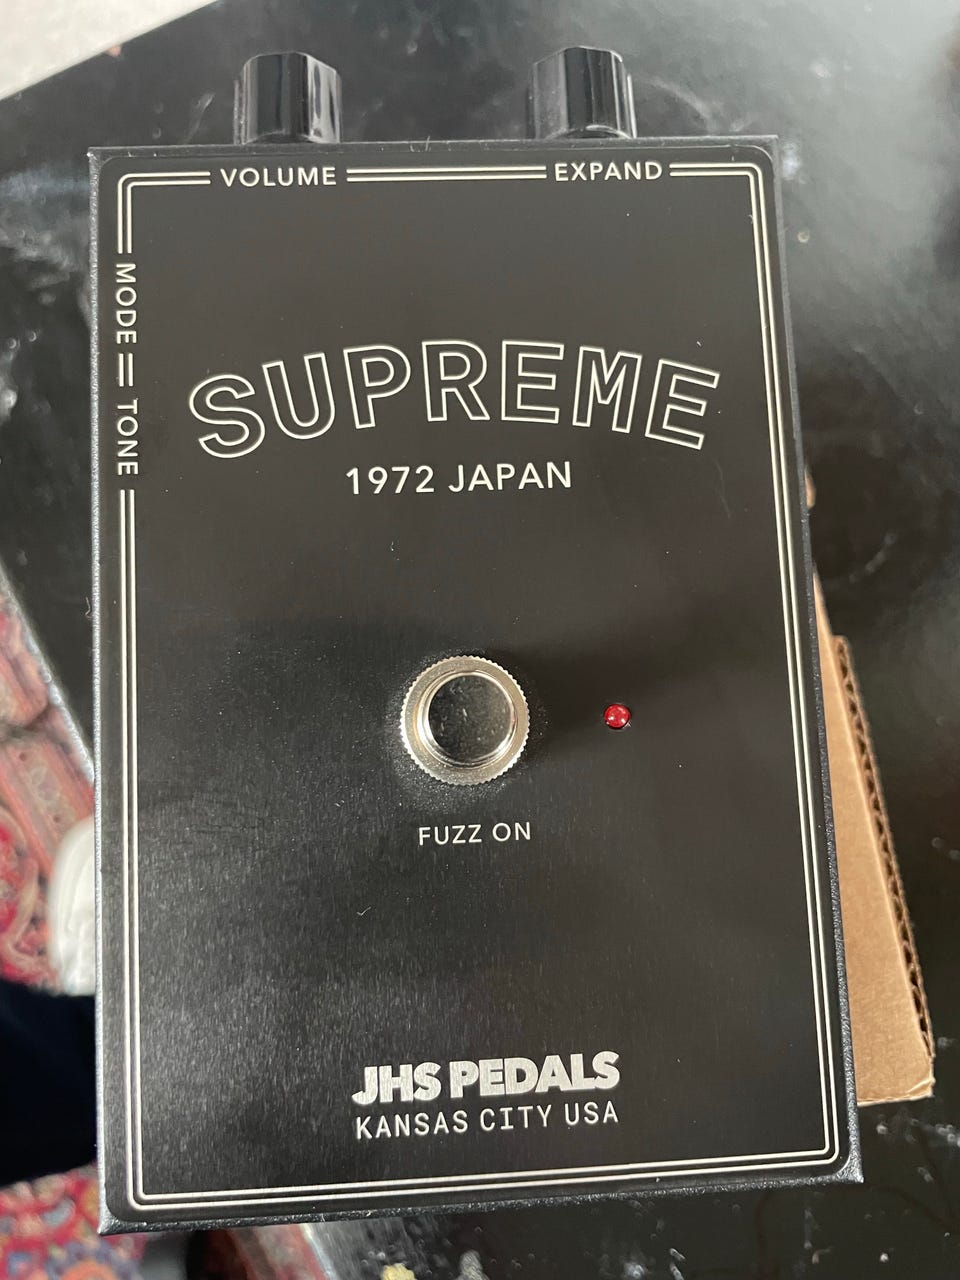 VOLUME
EXPAND
MODE
TONE
SUPREME
1972 JAPAN
FUZZ ON
JHS PEDALS
KANSAS CITY USA